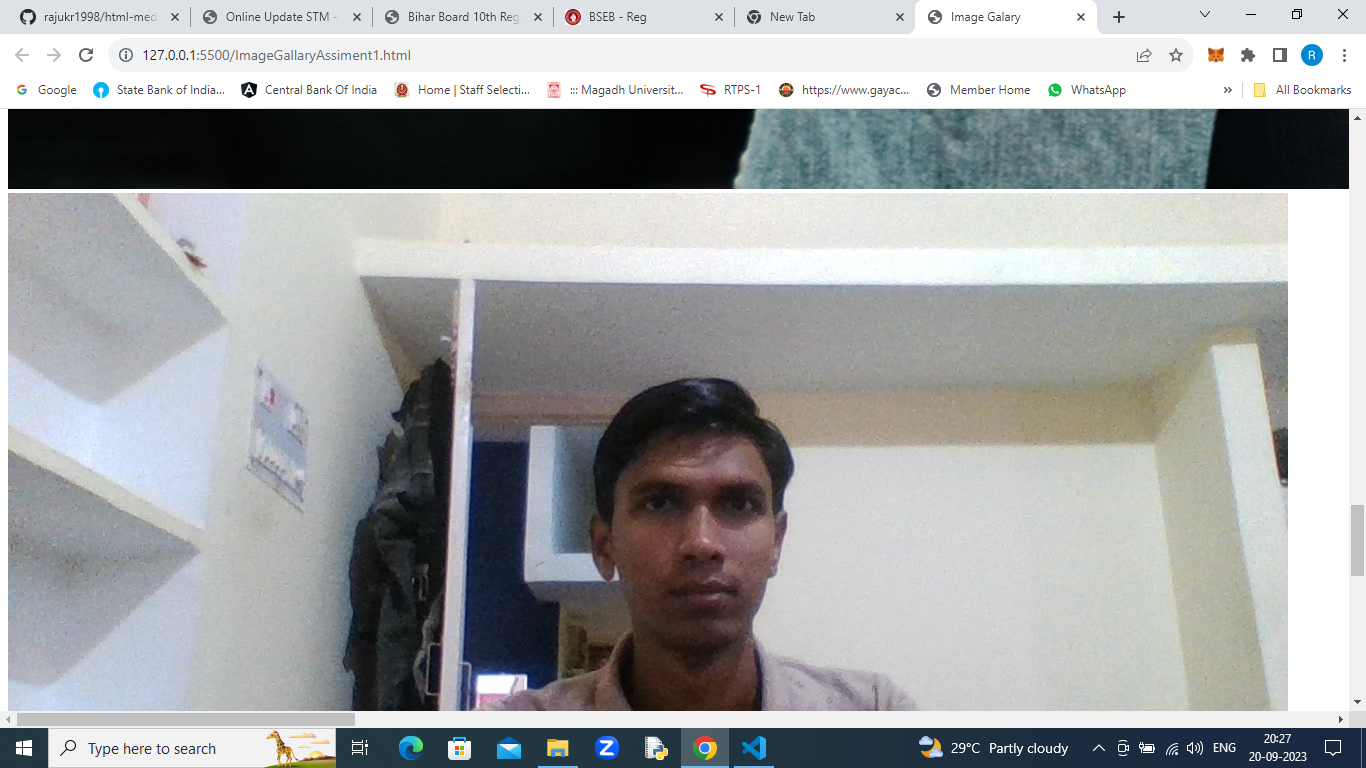 rajukr1998/html-med
Online Update STM -
Bihar Board 10th Reg
BSEB - Reg
New Tab
Image Galary
127.0.0.1:5500/ImageGallaryAssiment1.html
R
Google
State Bank of India...
Central Bank Of India
Home | Staff Selecti...
::: Magadh Universit...
RTPS-1
https://www.gayac...
Member Home
WhatsApp
»
All Bookmarks
Type here to search
29°C Partly cloudy
ENG
20:27
20-09-2023